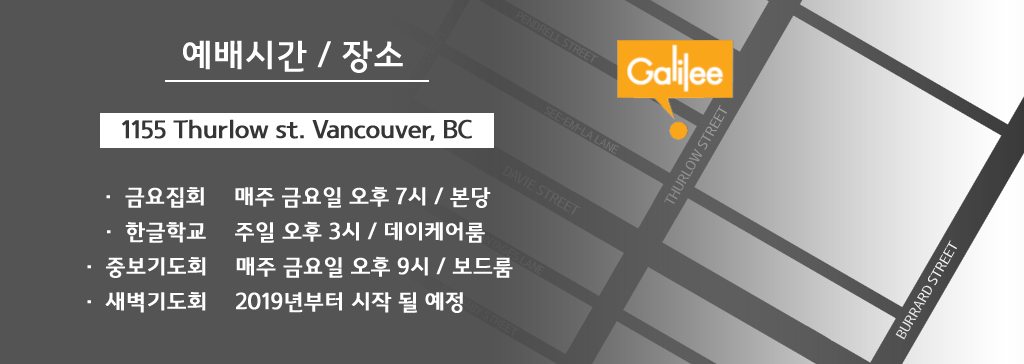 예배시간 / 장소
1155 Thurlow st. Vancouver, BC
· 금요집회 매주 금요일 오후 7시 / 본당
· 한글학교 주일 오후 3시 / 데이케어룸
· 중보기도회 매주 금요일 오후 9시 / 보드룸
· 새벽기도회 2019년부터 시작 될 예정
PENDRELL STREET
Galilee
SEE-EM-LA LANE
THURLOW STREET
DAVIE STREET
LANE
STREET
BURRARD STREET